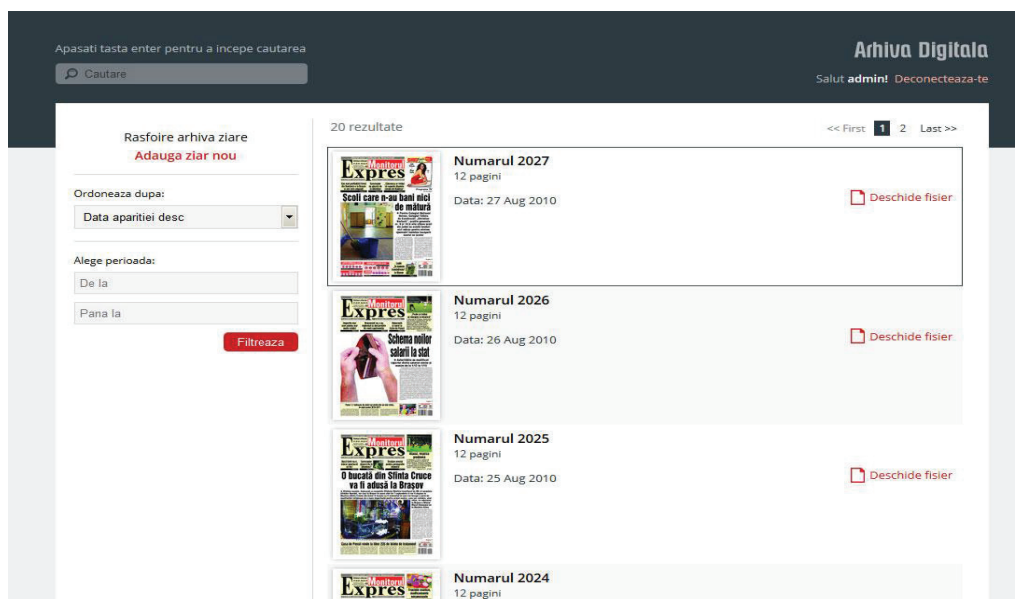 Apasati tasta enter pentru a incepe cautarea
Cautare
Arhiva Digitala
Salut admin! Deconecteaza-te
Rasfoire arhiva ziare
Adauga ziar nou
Ordoneaza dupa:
Data aparitiei desc
Alege perioada:
De la
Pana la
Filtreaza
20 rezultate
<< First 1 2 Last >>
Monitorul
Expres
Scoli care n-au bani nici
de mătură
Numarul 2027
12 pagini
Data: 27 Aug 2010
Deschide fisier
Monitorul
Expres
Schema noilor
salarii la stat
Numarul 2026
12 pagini
Data: 26 Aug 2010
Deschide fisier
Monitorul
Expres
O bucată din Sfinta Cruce
va fi adusă la Braşov
Numarul 2025
12 pagini
Data: 25 Aug 2010
Deschide fisier
Monitorul
Expres
Numarul 2024
12 pagini